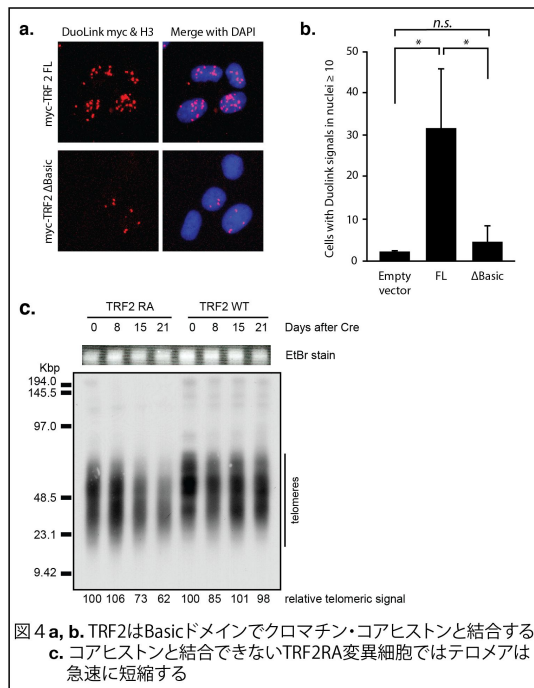 a.
DuoLink myc & H3
Merge with DAPI
myc-TRF 2 FL
myc-TRF2 ΔBasic
b.
n.s.
*
*
Cells with Duolink signals in nuclei ≥ 10
50
40
30
20
10
0
Empty vector
FL
ΔBasic
c.
TRF2 RA
TRF2 WT
0 8 15 21 0 8 15 21 Days after Cre
EtBr stain
Kbp
194.0
145.5
97.0
48.5
23.1
9.42
telomeres
100 106 73 62 100 85 101 98 relative telomeric signal
図4 a, b. TRF2はBasicドメインでクロマチン・コアヒストンと結合する
c. コアヒストンと結合できないTRF2RA変異細胞ではテロメアは
急速に短縮する